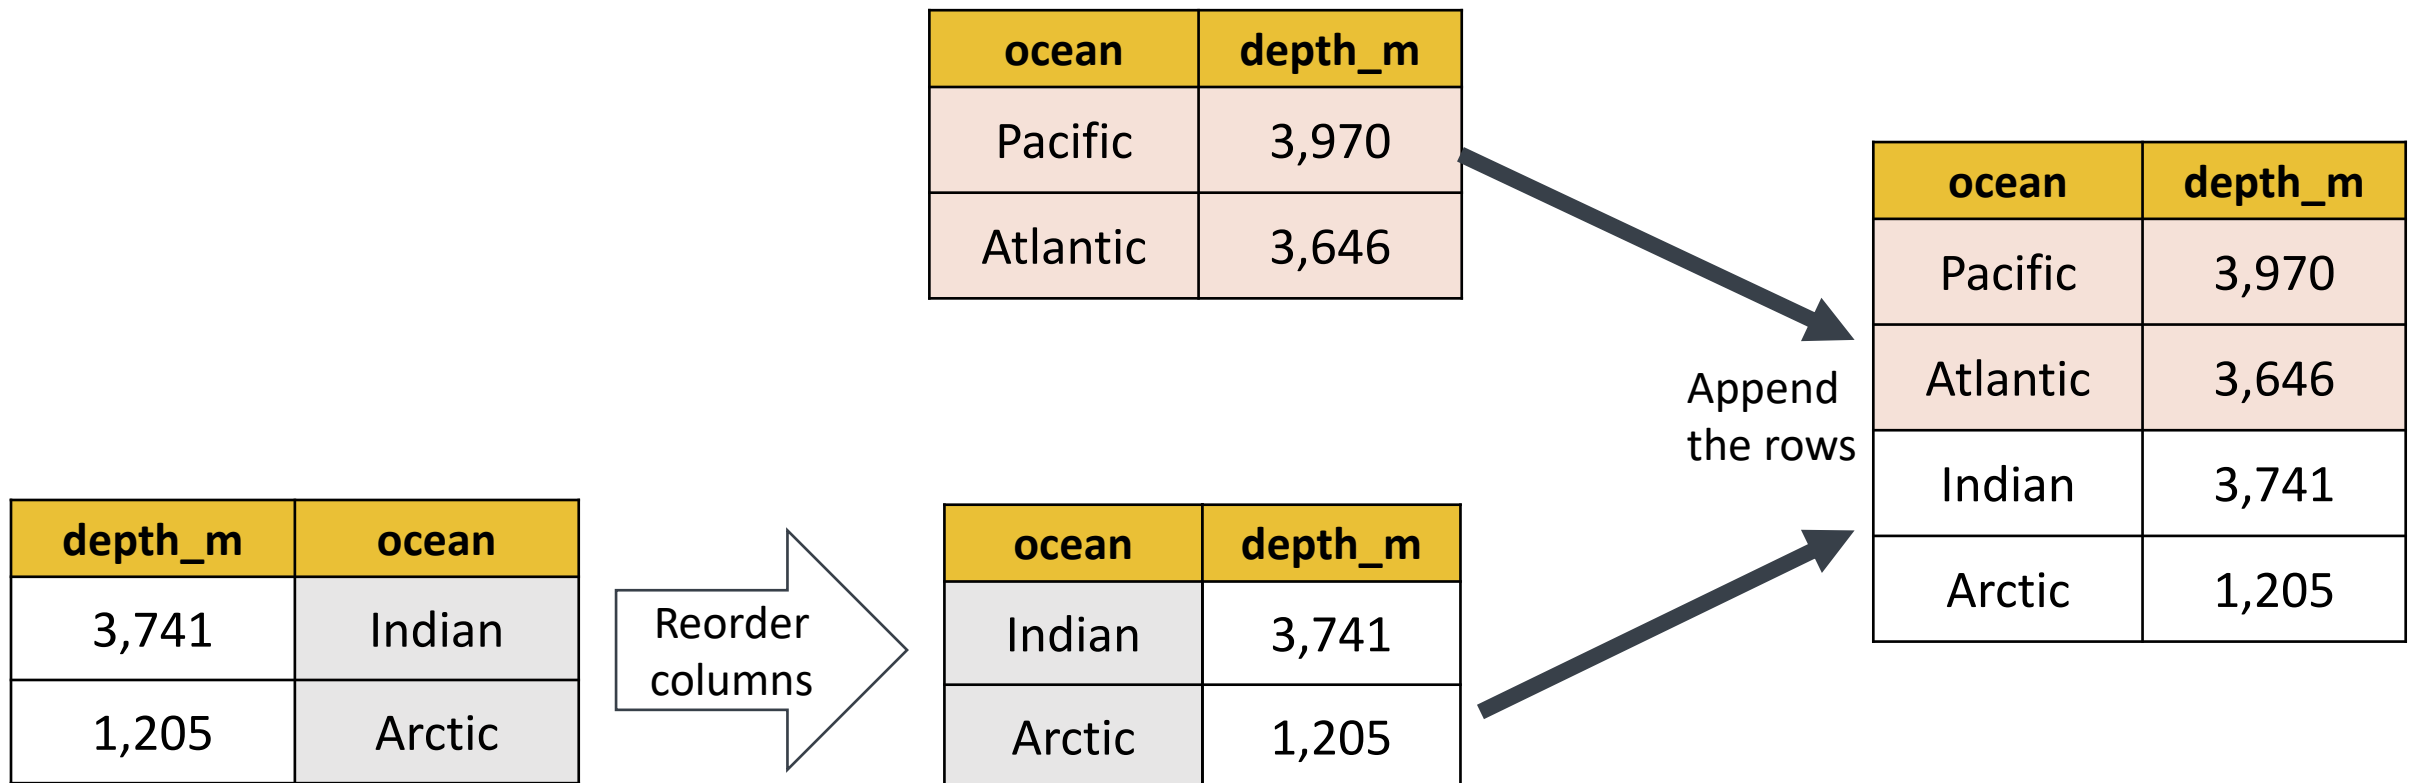 ocean depth_m
Pacific 3,970
Atlantic 3,646
depth_m ocean
3,741 Indian
1,205 Arctic
Reorder
columns
ocean depth_m
Indian 3,741
Arctic 1,205
Append
the rows
ocean depth_m
Pacific 3,970
Atlantic 3,646
Indian 3,741
Arctic 1,205